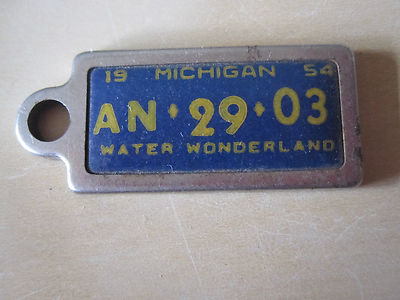 19 MICHIGAN 54
AN·29·03
WATER WONDERLAND